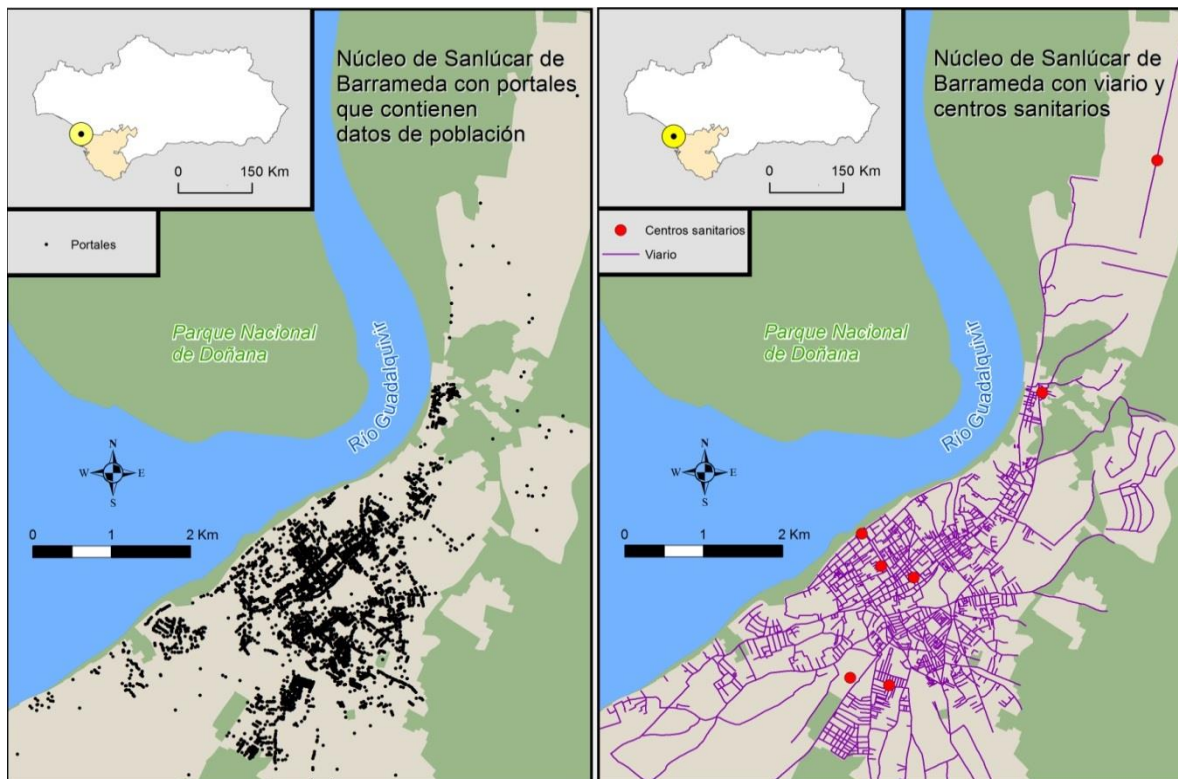 Núcleo de Sanlúcar de
Barrameda con portales
que contienen
datos de población
0 150 Km
Portales
Parque Nacional
de Doñana
Río Guadalquivir
N
W E
S
0 1 2 Km
Núcleo de Sanlúcar de
Barrameda con viario y
centros sanitarios
0 150 Km
Centros sanitarios
Viario
Parque Nacional
de Doñana
Río Guadalquivir
N
W E
S
0 1 2 Km